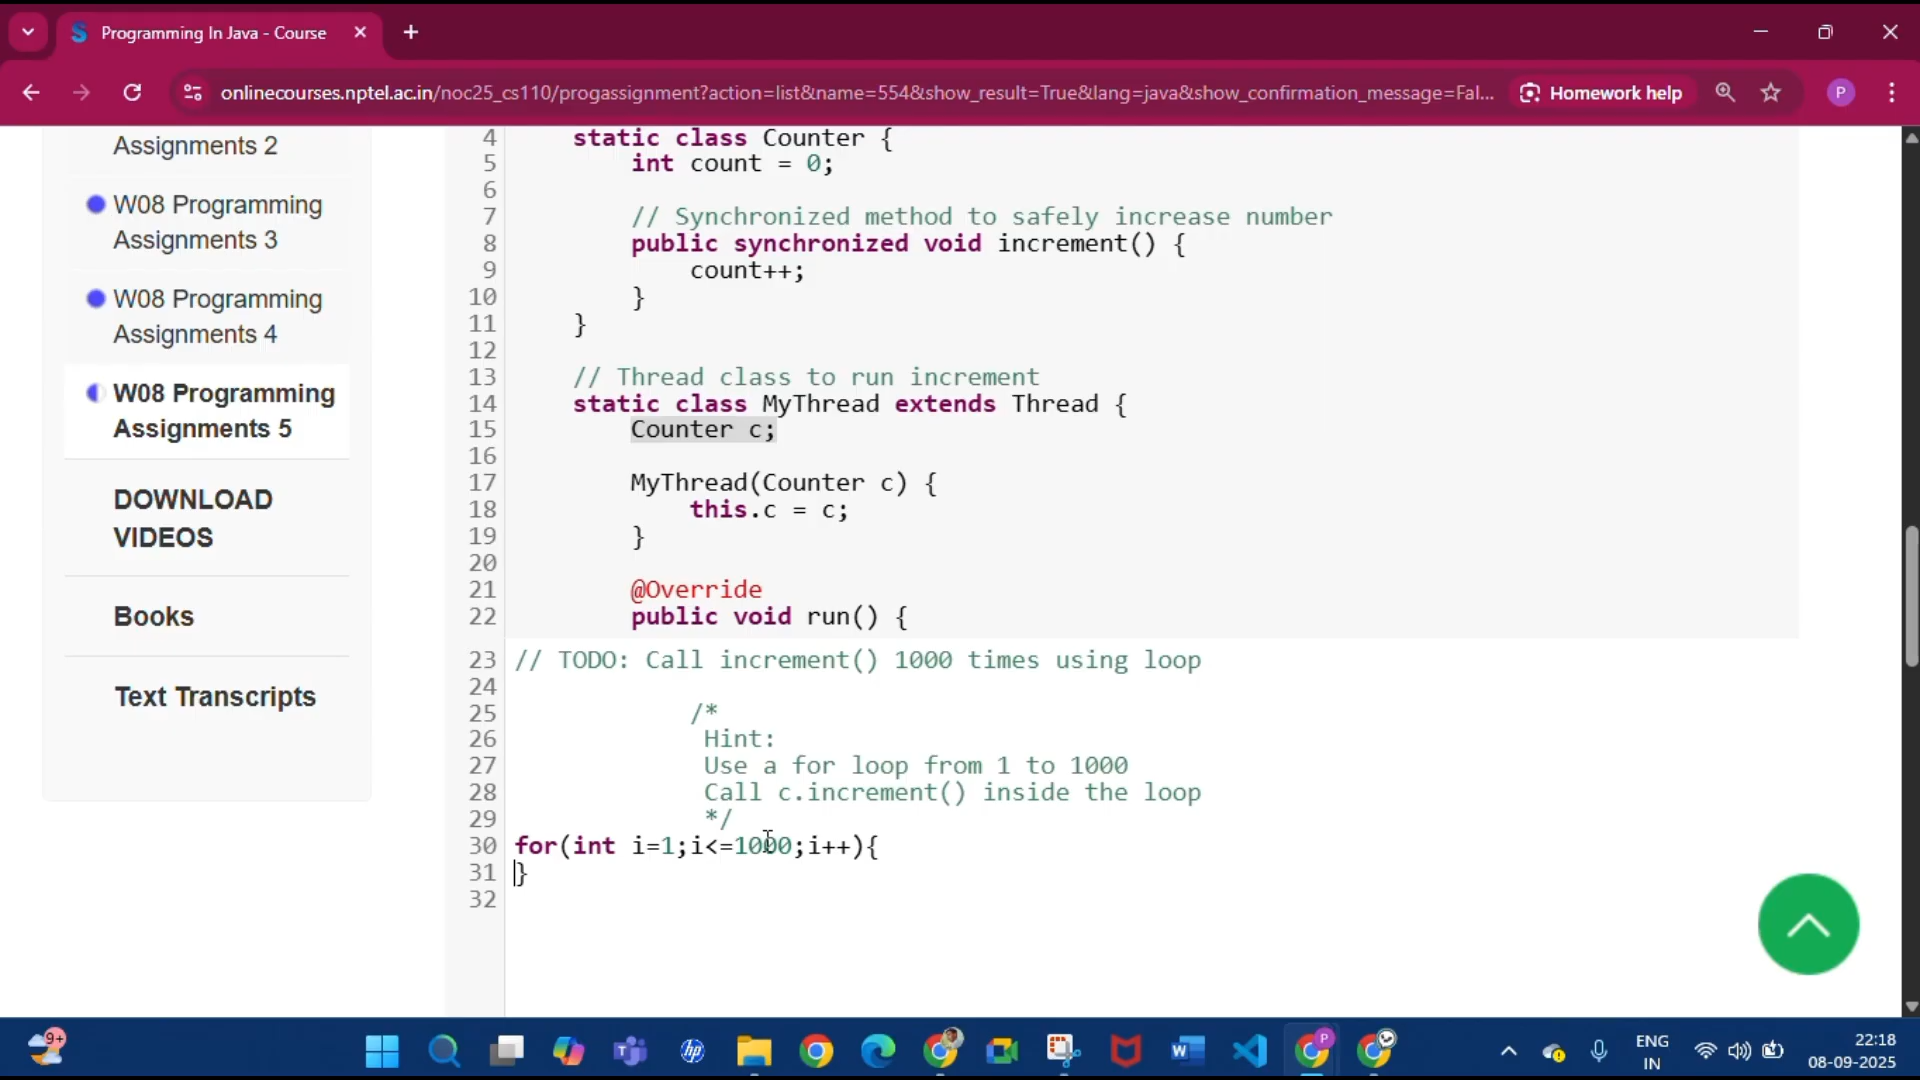 Programming In Java - Course
onlinecourses.nptel.ac.in/noc25_cs110/progassignment?action=list&name=554&show_result=True&lang=java&show_confirmation_message=Fal...
Homework help
P
Assignments 2
W08 Programming
Assignments 3
W08 Programming
Assignments 4
W08 Programming
Assignments 5
DOWNLOAD
VIDEOS
Books
Text Transcripts
4 static class Counter {
5 int count = 0;
6
7 // Synchronized method to safely increase number
8 public synchronized void increment() {
9 count++;
10 }
11 }
12
13 // Thread class to run increment
14 static class MyThread extends Thread {
15 Counter c;
16
17 MyThread(Counter c) {
18 this.c = c;
19 }
20
21 @Override
22 public void run() {
23 // TODO: Call increment() 1000 times using loop
24
25 /*
26 Hint:
27 Use a for loop from 1 to 1000
28 Call c.increment() inside the loop
29 */
30 for(int i=1;i<=1000;i++){
31 }
32
9+
hp
P
ENG
IN
22:18
08-09-2025